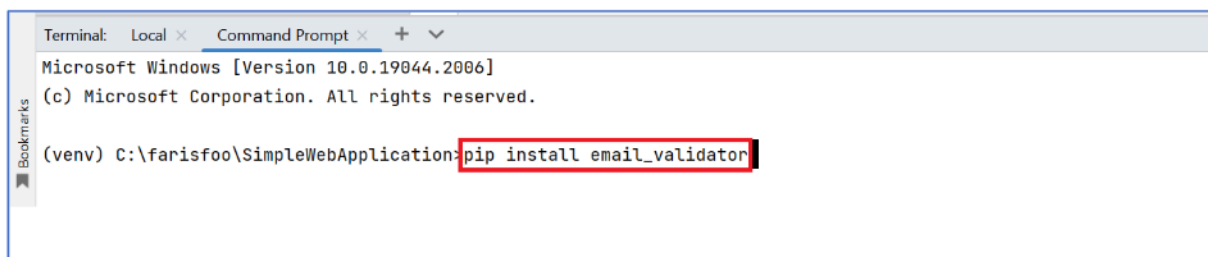 Terminal: Local × Command Prompt × +
Microsoft Windows [Version 10.0.19044.2006]
(c) Microsoft Corporation. All rights reserved.
(venv) C:\farisfoo\SimpleWebApplication>pip install email_validator
Bookmarks